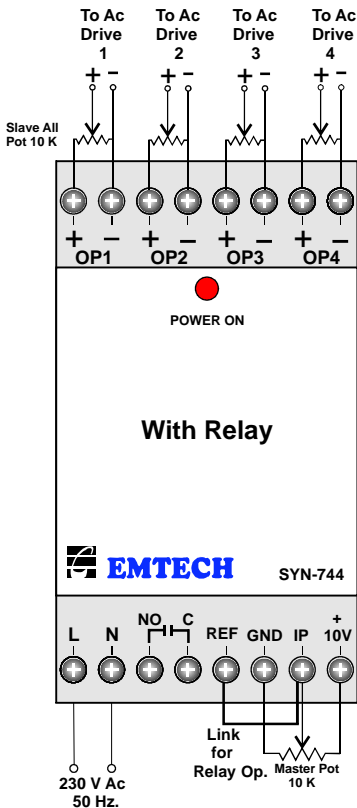 To Ac Drive 1
To Ac Drive 2
To Ac Drive 3
To Ac Drive 4
+ − + − + − + −
Slave All
Pot 10 K
+ − + − + − + −
OP1 OP2 OP3 OP4
POWER ON
With Relay
EMTECH
SYN-744
L N NO C REF GND IP + 10V
Link
for
Relay Op.
Master Pot
10 K
230 V Ac
50 Hz.